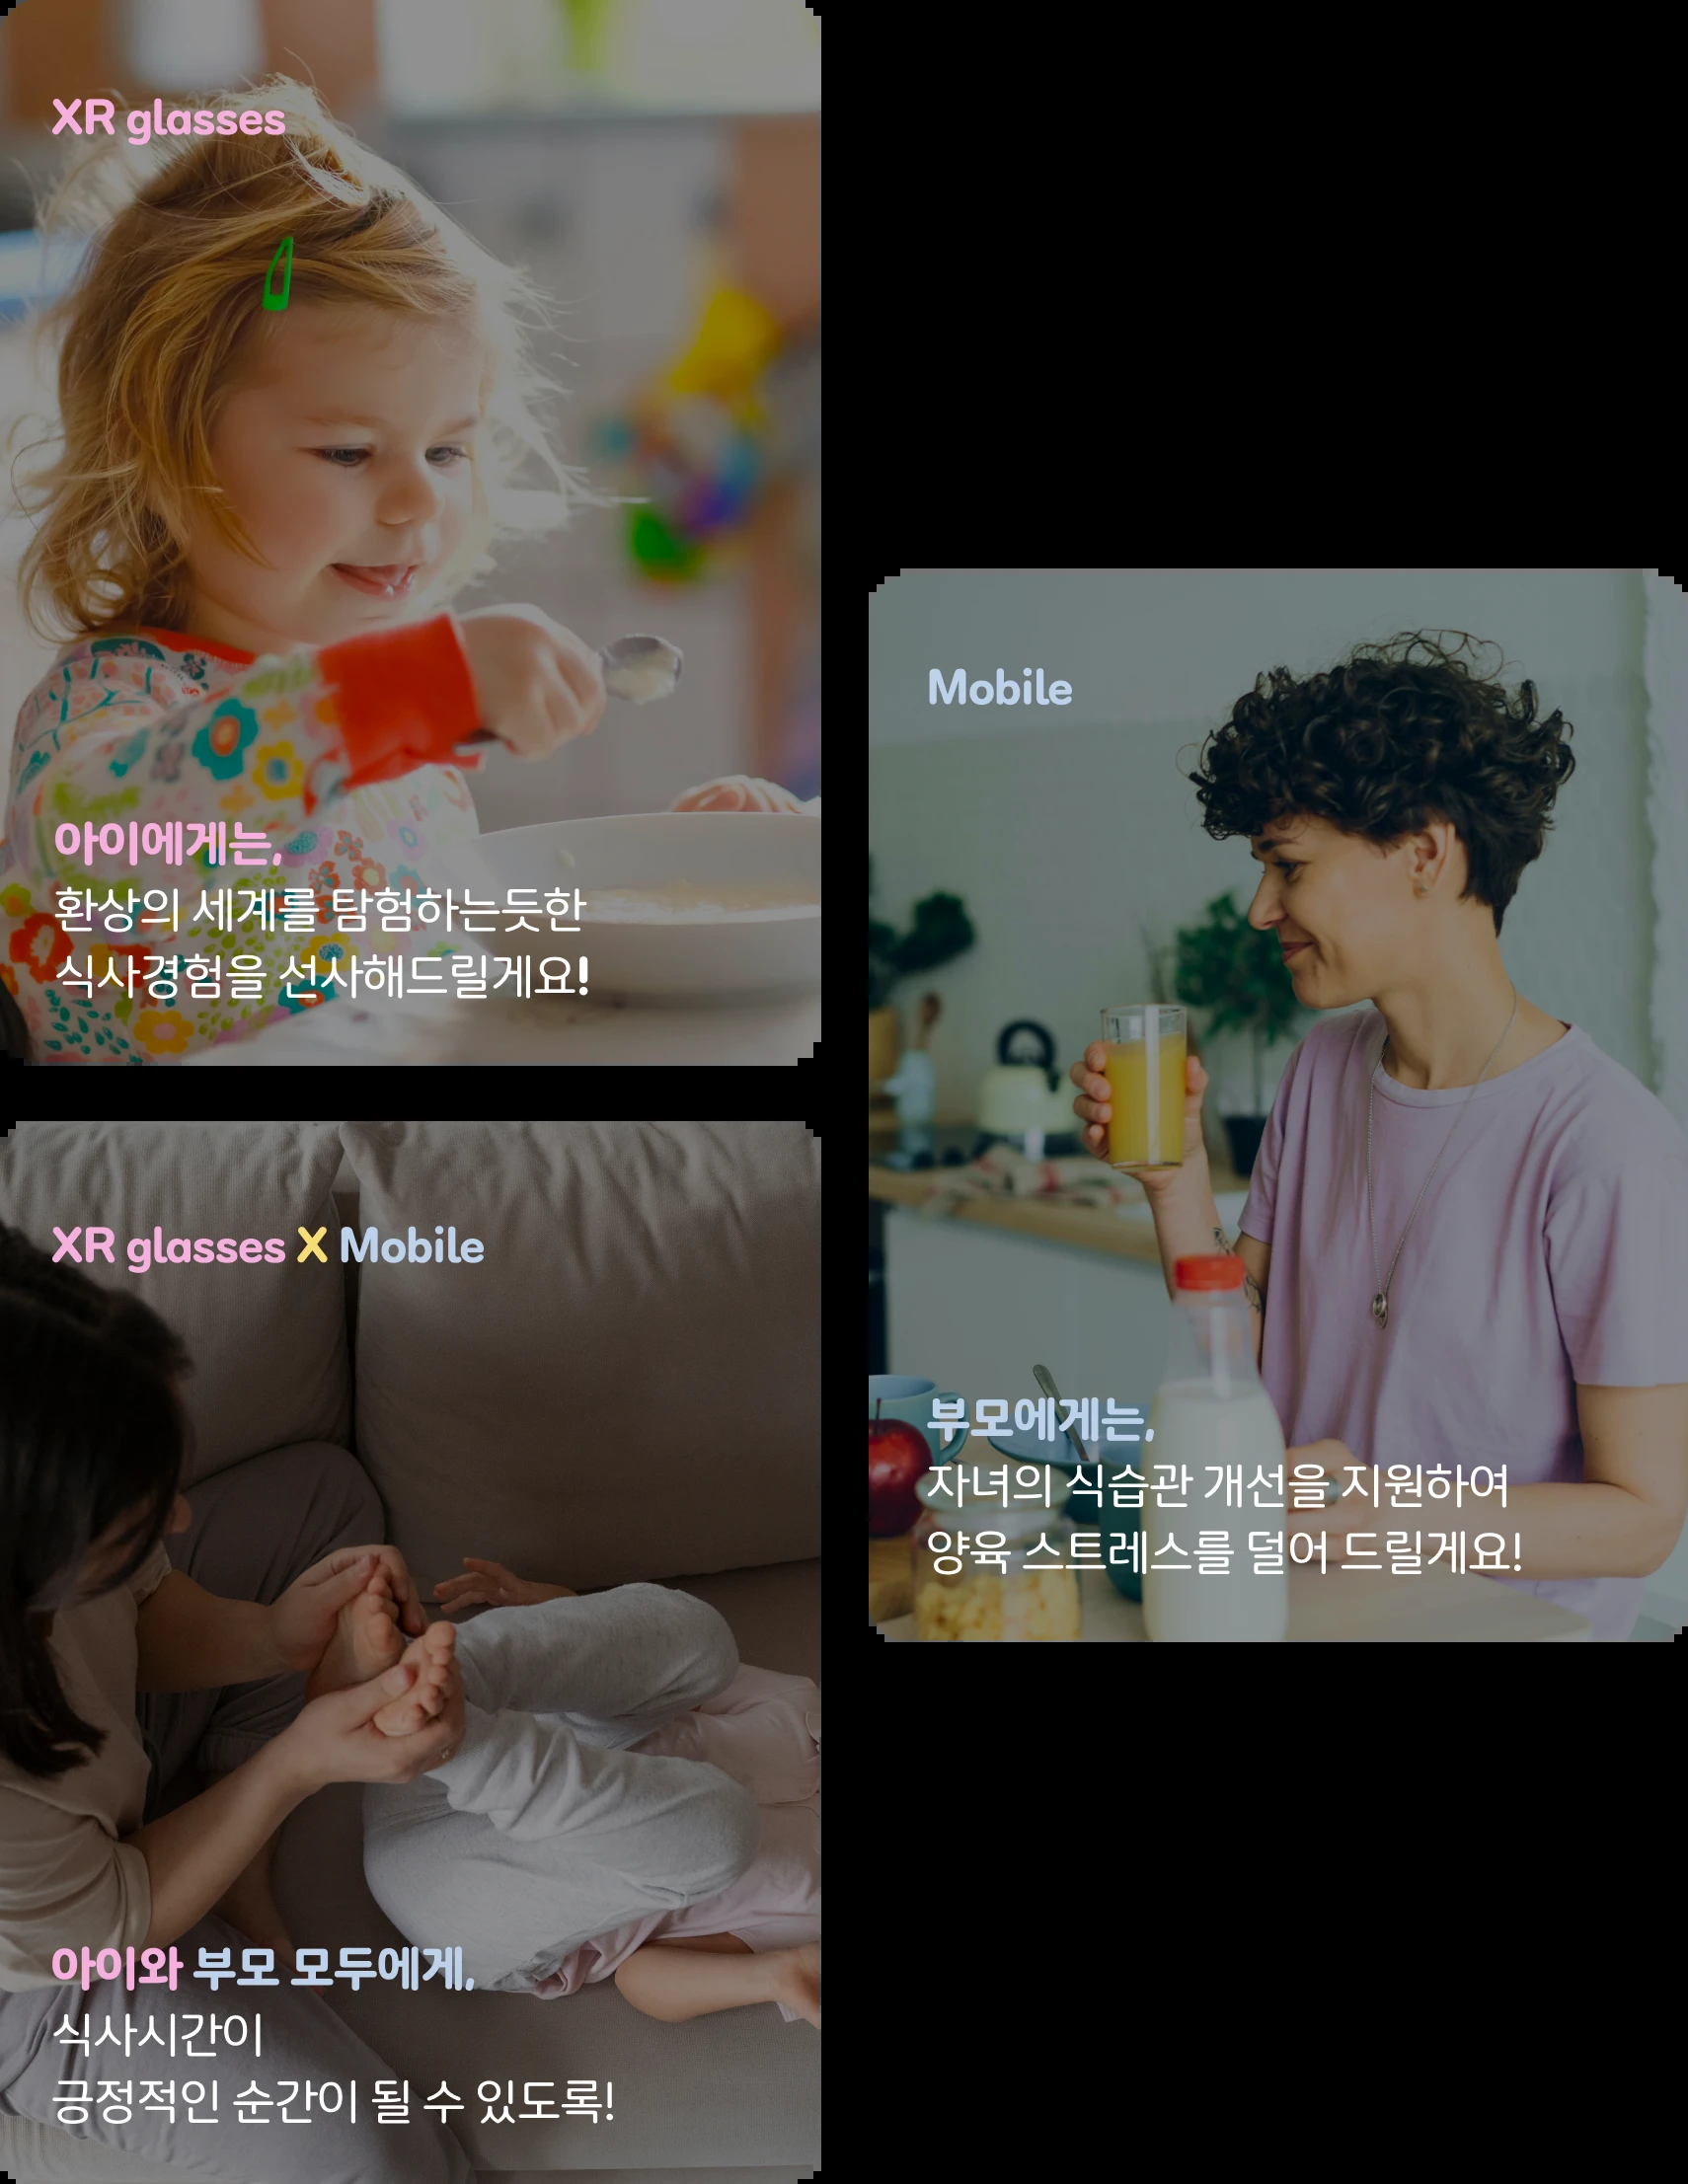 XR glasses
아이에게는,
환상의 세계를 탐험하는듯한
식사경험을 선사해드릴게요!
Mobile
부모에게는,
자녀의 식습관 개선을 지원하여
양육 스트레스를 덜어 드릴게요!
XR glasses X Mobile
아이와 부모 모두에게,
식사시간이
긍정적인 순간이 될 수 있도록!